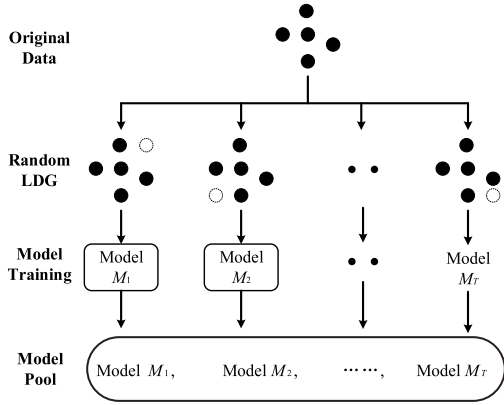 Original
Data
Random
LDG
Model
Training
Model
M1
Model
M2
Model
MT
Model
Pool
Model M1, Model M2, ······, Model MT